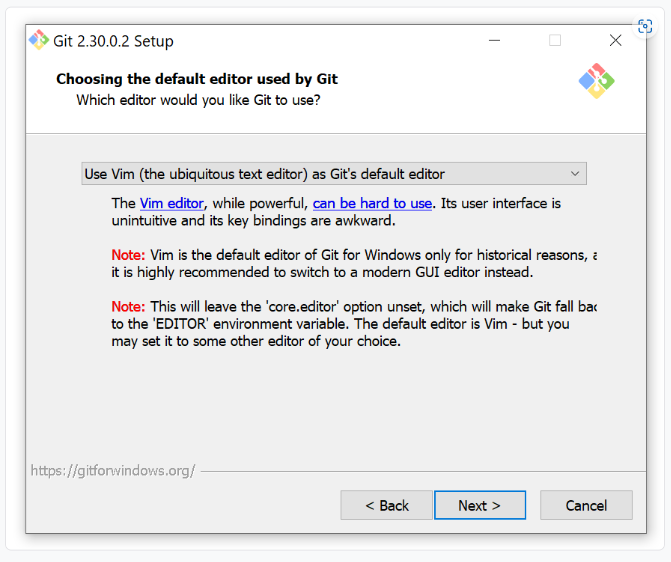 Git 2.30.0.2 Setup
Choosing the default editor used by Git
Which editor would you like Git to use?
Use Vim (the ubiquitous text editor) as Git's default editor
The Vim editor, while powerful, can be hard to use. Its user interface is
unintuitive and its key bindings are awkward.
Note: Vim is the default editor of Git for Windows only for historical reasons,
it is highly recommended to switch to a modern GUI editor instead.
Note: This will leave the 'core.editor' option unset, which will make Git fall
to the 'EDITOR' environment variable. The default editor is Vim - but you
may set it to some other editor of your choice.
https://gitforwindows.org/
< Back
Next >
Cancel